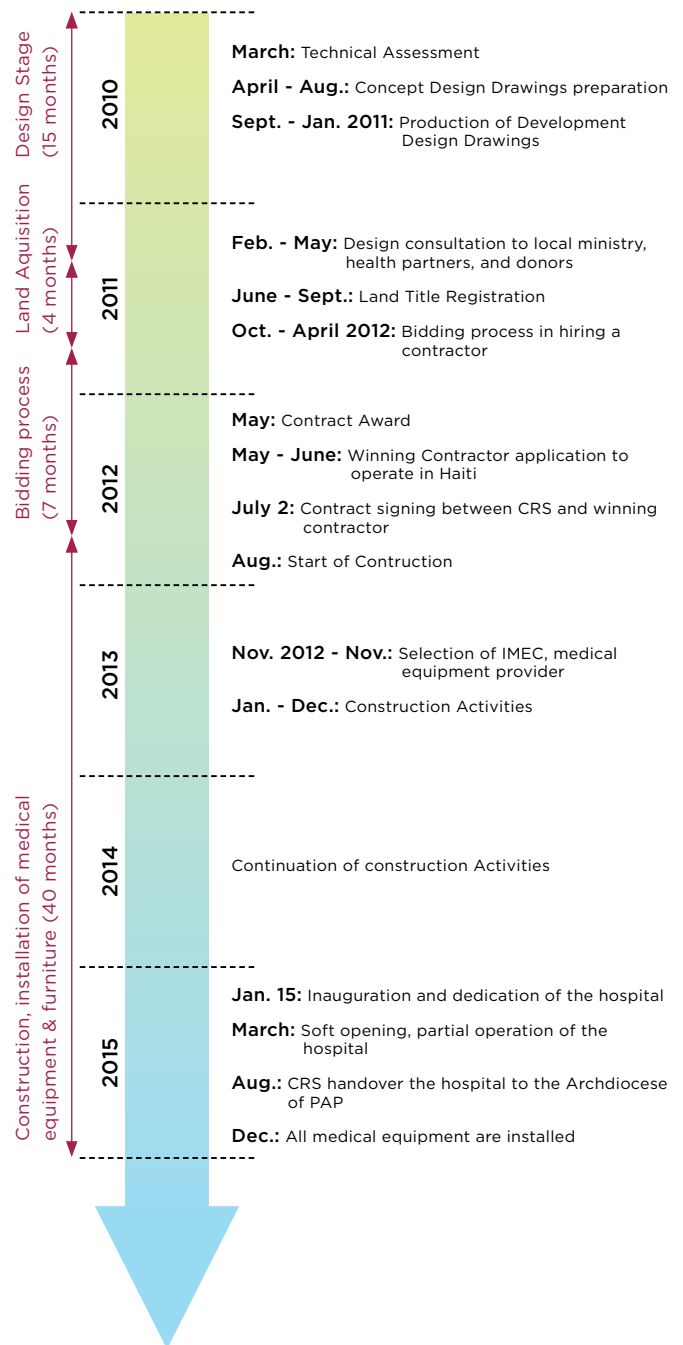 Design Stage
(15 months)
2010
March: Technical Assessment
April - Aug.: Concept Design Drawings preparation
Sept. - Jan. 2011: Production of Development
Design Drawings
Land Aquisition
(4 months)
2011
Feb. - May: Design consultation to local ministry,
health partners, and donors
June - Sept.: Land Title Registration
Oct. - April 2012: Bidding process in hiring a
contractor
Bidding process
(7 months)
2012
May: Contract Award
May - June: Winning Contractor application to
operate in Haiti
July 2: Contract signing between CRS and winning
contractor
Aug.: Start of Contruction
Construction, installation of medical
equipment & furniture (40 months)
2013
Nov. 2012 - Nov.: Selection of IMEC, medical
equipment provider
Jan. - Dec.: Construction Activities
2014
Continuation of construction Activities
2015
Jan. 15: Inauguration and dedication of the hospital
March: Soft opening, partial operation of the
hospital
Aug.: CRS handover the hospital to the Archdiocese
of PAP
Dec.: All medical equipment are installed